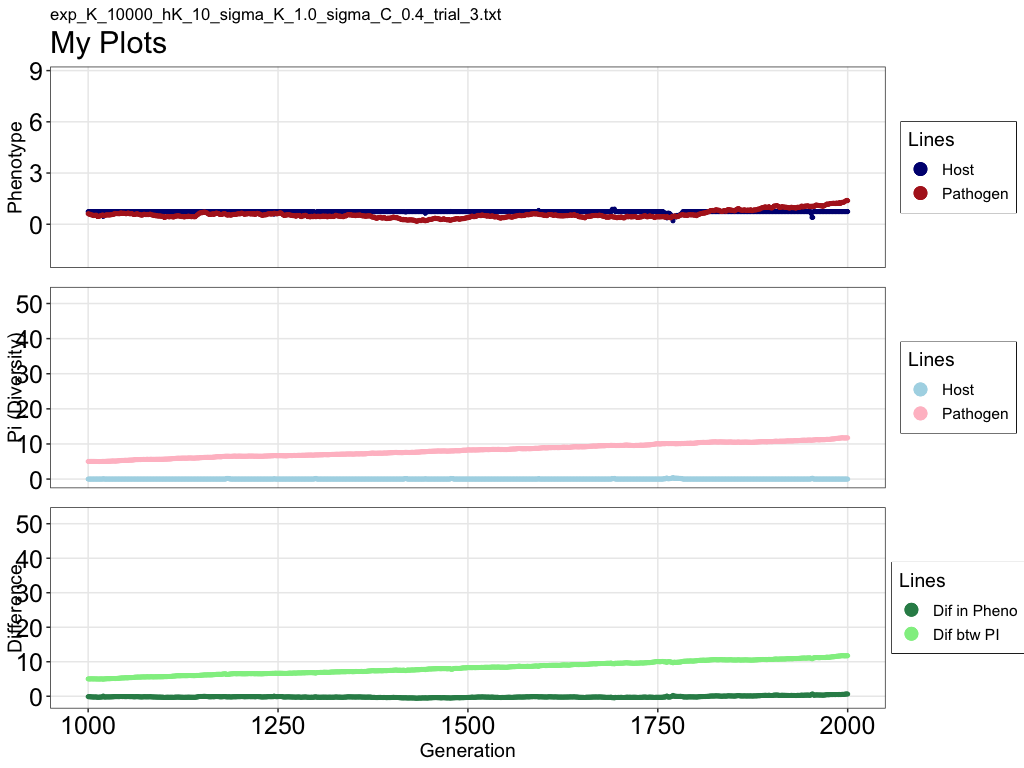 exp_K_10000_hK_10_sigma_K_1.0_sigma_C_0.4_trial_3.txt
My Plots
Phenotype
9
6
3
0
Lines
Host
Pathogen
Pi (Diversity)
50
40
30
20
10
0
Lines
Host
Pathogen
Difference
50
40
30
20
10
0
Lines
Dif in Pheno
Dif btw PI
1000 1250 1500 1750 2000
Generation